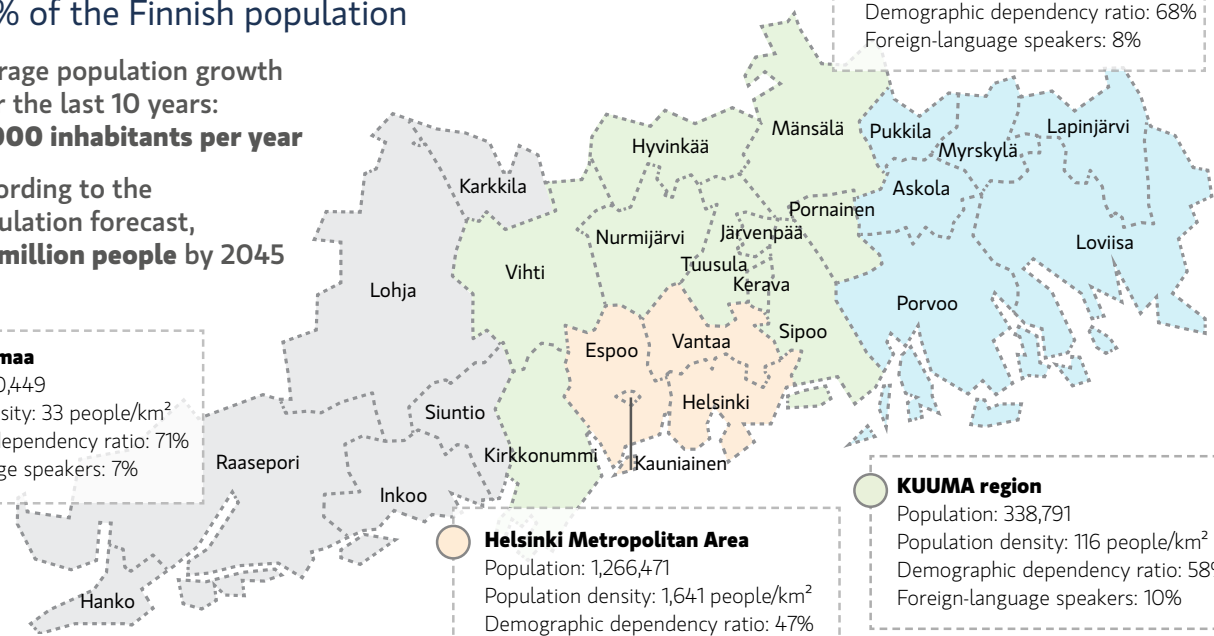 % of the Finnish population
rage population growth
r the last 10 years:
000 inhabitants per year
ording to the
ulation forecast,
million people by 2045
Demographic dependency ratio: 68%
Foreign-language speakers: 8%
Mänsälä
Pukkila
Lapinjärvi
Hyvinkää
Myrskylä
Karkkila
Askola
Pornainen
Nurmijärvi
Järvenpää
Loviisa
Vihti
Tuusula
Kerava
Lohja
Porvoo
Sipoo
Espoo
Vantaa
Siuntio
Helsinki
Kirkkonummi
Kauniainen
Raasepori
Inkoo
Hanko
maa
0,449
sity: 33 people/km²
dependency ratio: 71%
ge speakers: 7%
Helsinki Metropolitan Area
Population: 1,266,471
Population density: 1,641 people/km²
Demographic dependency ratio: 47%
KUUMA region
Population: 338,791
Population density: 116 people/km²
Demographic dependency ratio: 58%
Foreign-language speakers: 10%